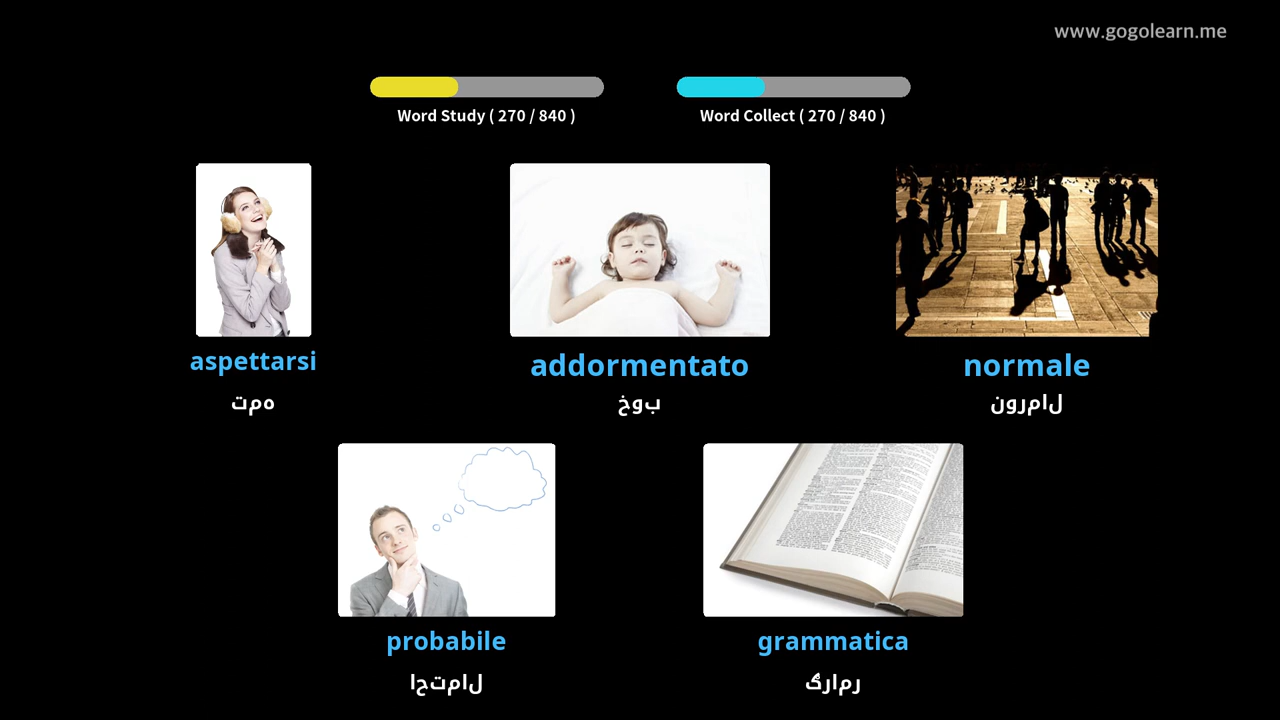 www.gogolearn.me
Word Study ( 270 / 840 )
Word Collect ( 270 / 840 )
aspettarsi
همت
addormentato
بوخ
normale
لامرون
probabile
لامتحا
grammatica
رمارگ